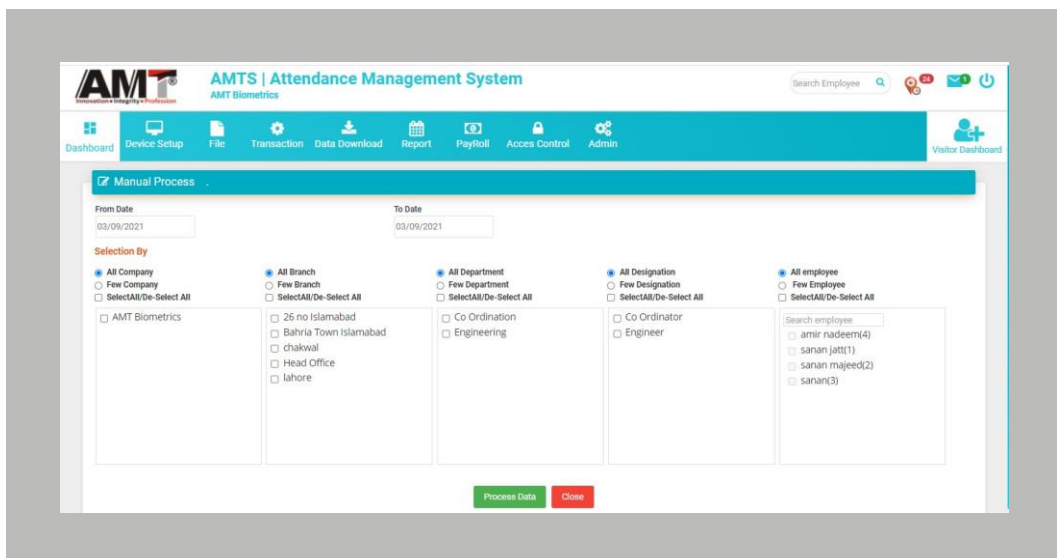 AMT®
Innovation • Integrity • Profession
AMTS | Attendance Management System
AMT Biometrics
Search Employee
24
1
Dashboard
Device Setup
File
Transaction
Data Download
Report
PayRoll
Acces Control
Admin
Visitor Dashboard
Manual Process .
From Date
03/09/2021
To Date
03/09/2021
Selection By
All Company
Few Company
SelectAll/De-Select All
AMT Biometrics
All Branch
Few Branch
SelectAll/De-Select All
26 no Islamabad
Bahria Town Islamabad
chakwal
Head Office
lahore
All Department
Few Department
SelectAll/De-Select All
Co Ordination
Engineering
All Designation
Few Designation
SelectAll/De-Select All
Co Ordinator
Engineer
All employee
Few Employee
SelectAll/De-Select All
Search employee
amir nadeem(4)
sanan jatt(1)
sanan majeed(2)
sanan(3)
Process Data
Close